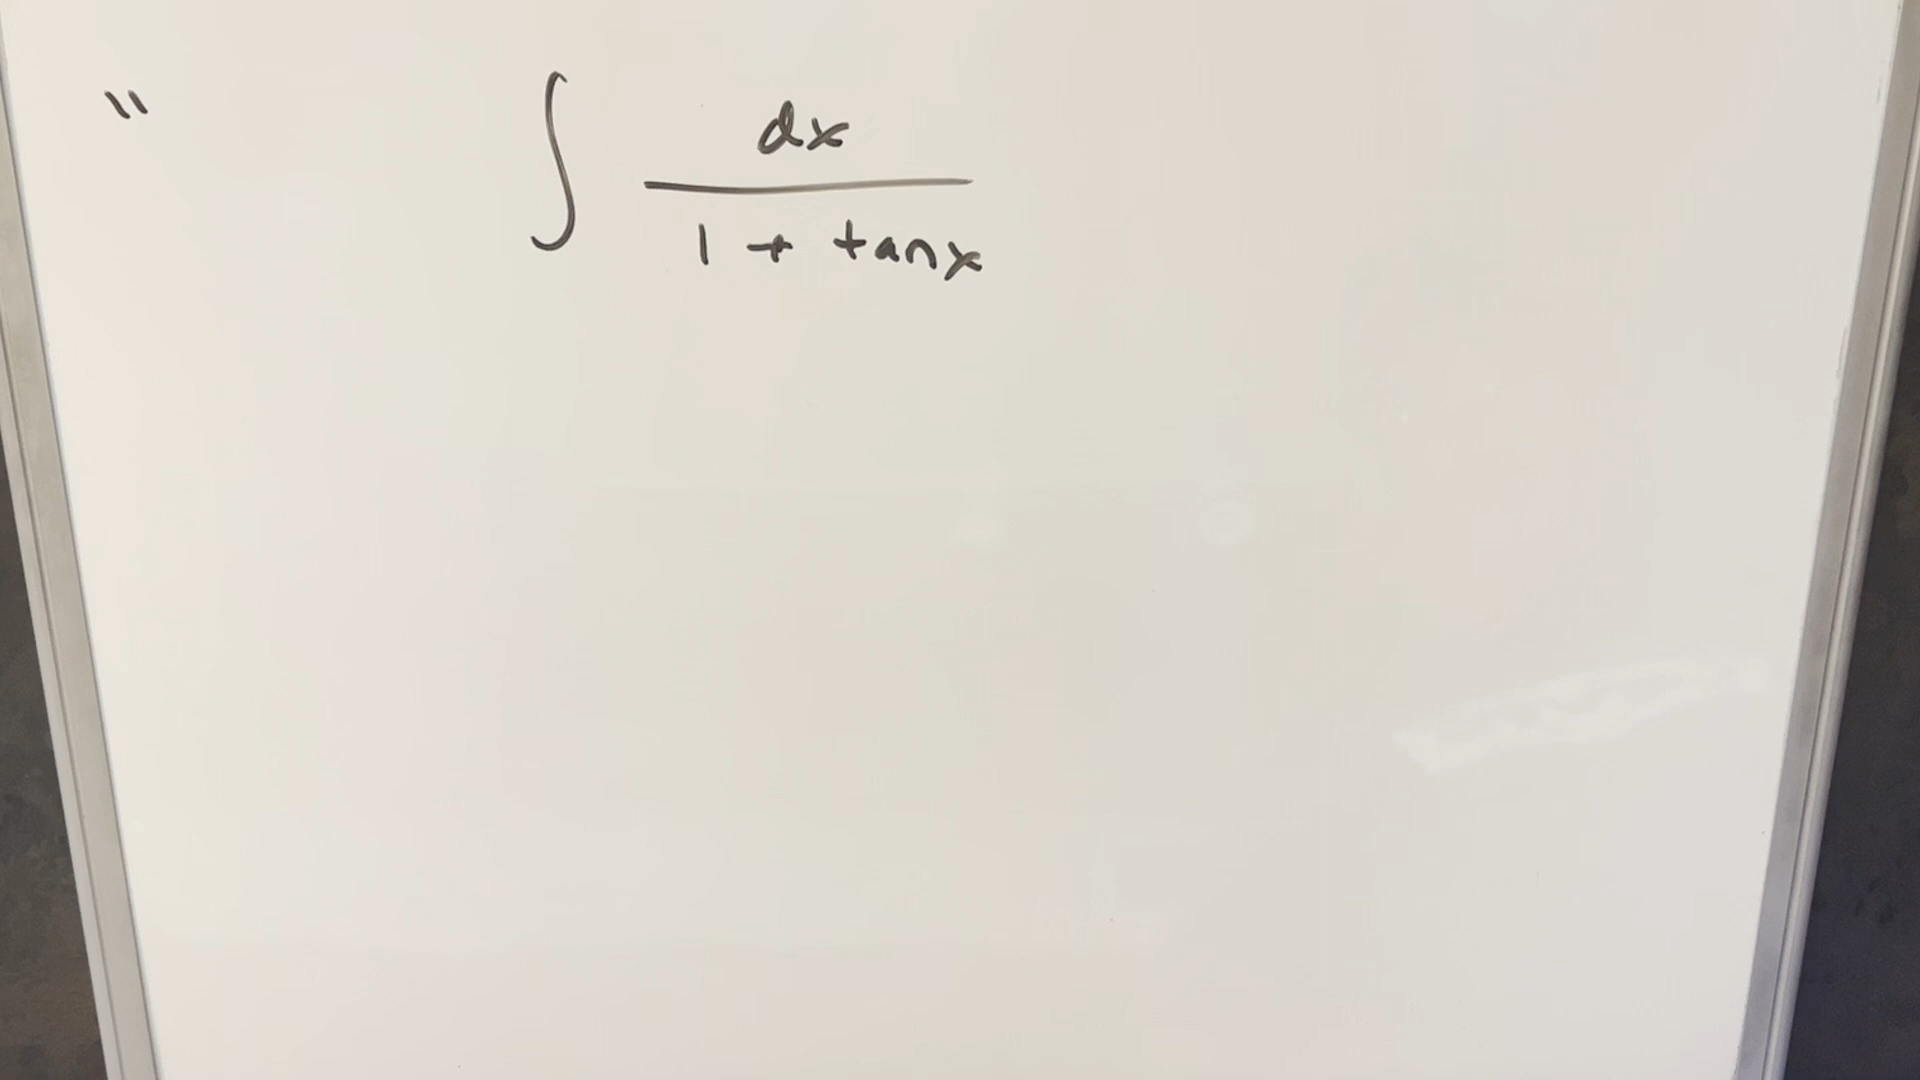 "
∫ dx / (1 + tanx)